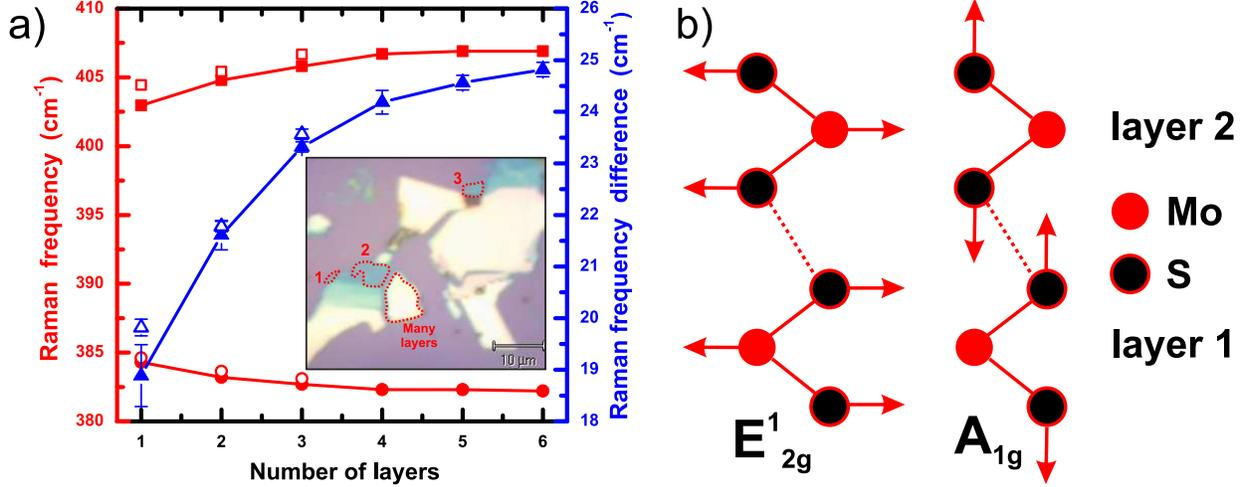 a)
Raman frequency (cm⁻¹)
410
405
400
395
390
385
380
Raman frequency difference (cm⁻¹)
26
25
24
23
22
21
20
19
18
1 2 3 4 5 6
Number of layers
1
2
3
Many
layers
10 µm
b)
layer 2
Mo
S
layer 1
E¹₂g
A₁g